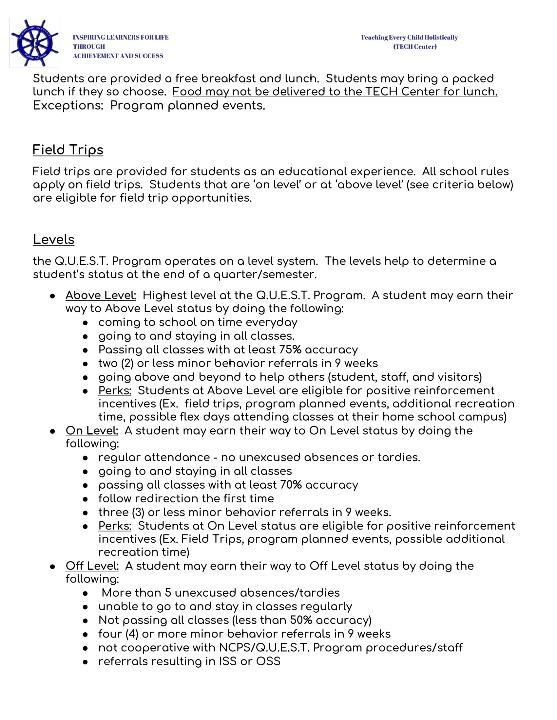 INSPIRING LEARNERS FOR LIFE
THROUGH
ACHIEVEMENT AND SUCCESS
Teaching Every Child Holistically
(TECH Center)
Students are provided a free breakfast and lunch.  Students may bring a packed
lunch if they so choose.  Food may not be delivered to the TECH Center for lunch.
Exceptions:  Program planned events.
Field Trips
Field trips are provided for students as an educational experience.  All school rules
apply on field trips.  Students that are ‘on level’ or at ‘above level’ (see criteria below)
are eligible for field trip opportunities.
Levels
the Q.U.E.S.T. Program operates on a level system.  The levels help to determine a
student’s status at the end of a quarter/semester.
● Above Level:  Highest level at the Q.U.E.S.T. Program.  A student may earn their
way to Above Level status by doing the following:
● coming to school on time everyday
● going to and staying in all classes.
● Passing all classes with at least 75% accuracy
● two (2) or less minor behavior referrals in 9 weeks
● going above and beyond to help others (student, staff, and visitors)
● Perks:  Students at Above Level are eligible for positive reinforcement
incentives (Ex.  field trips, program planned events, additional recreation
time, possible flex days attending classes at their home school campus)
● On Level:  A student may earn their way to On Level status by doing the
following:
● regular attendance - no unexcused absences or tardies.
● going to and staying in all classes
● passing all classes with at least 70% accuracy
● follow redirection the first time
● three (3) or less minor behavior referrals in 9 weeks.
● Perks:  Students at On Level status are eligible for positive reinforcement
incentives (Ex. Field Trips, program planned events, possible additional
recreation time)
● Off Level:  A student may earn their way to Off Level status by doing the
following:
● More than 5 unexcused absences/tardies
● unable to go to and stay in classes regularly
● Not passing all classes (less than 50% accuracy)
● four (4) or more minor behavior referrals in 9 weeks
● not cooperative with NCPS/Q.U.E.S.T. Program procedures/staff
● referrals resulting in ISS or OSS